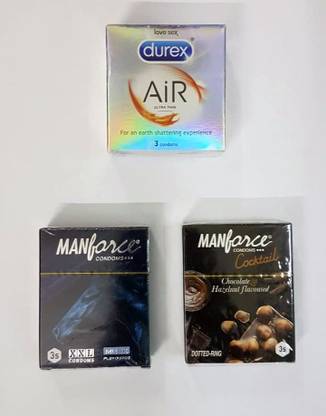 love sex
durex
AiR
ULTRA THIN
For an earth shattering experience
3 condoms
MANforce
CONDOMS
3s
XXL
CONDOMS
FLAVOURED
MANforce
CONDOMS
Cocktail
Chocolate &
Hazelnut flavoured
3s
DOTTED-RING